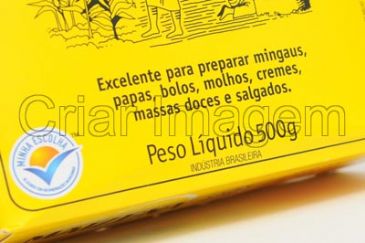 Excelente para preparar mingaus,
papas, bolos, molhos, cremes,
massas doces e salgados.
Criar Imagem
Peso Líquido 500g
INDÚSTRIA BRASILEIRA
MINHA ESCOLHA